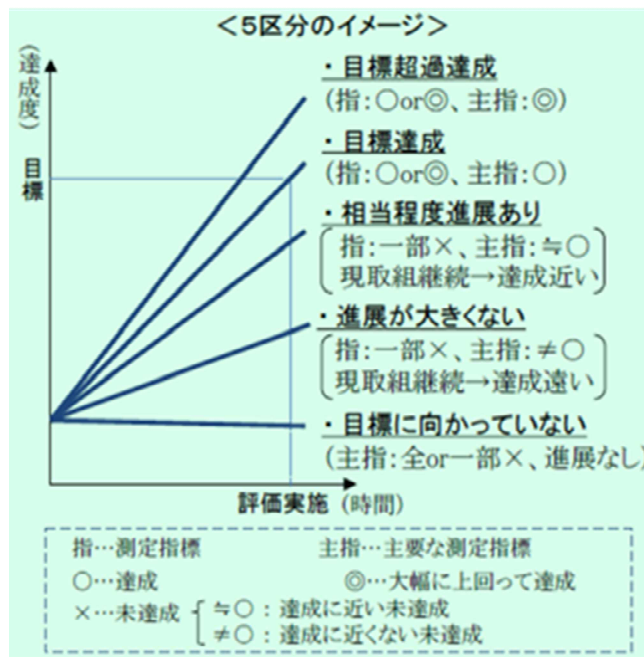 ＜５区分のイメージ＞
(達成度)
目標
・目標超過達成
(指:○or◎、主指:◎)
・目標達成
(指:○or◎、主指:○)
・相当程度進展あり
指:一部×、主指:≒○
現取組継続→達成近い
・進展が大きくない
指:一部×、主指:≠○
現取組継続→達成遠い
・目標に向かっていない
(主指:全or一部×、進展なし)
評価実施 (時間)
指…測定指標 主指…主要な測定指標
○…達成 ◎…大幅に上回って達成
×…未達成 ≒○：達成に近い未達成
≠○：達成に近くない未達成